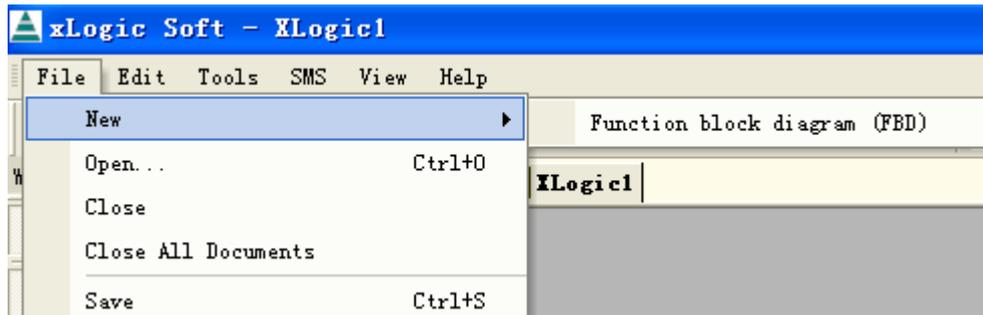 xLogic Soft - XLogic1
File Edit Tools SMS View Help
New Function block diagram (FBD)
Open... Ctrl+O
XLogic1
Close
Close All Documents
Save Ctrl+S